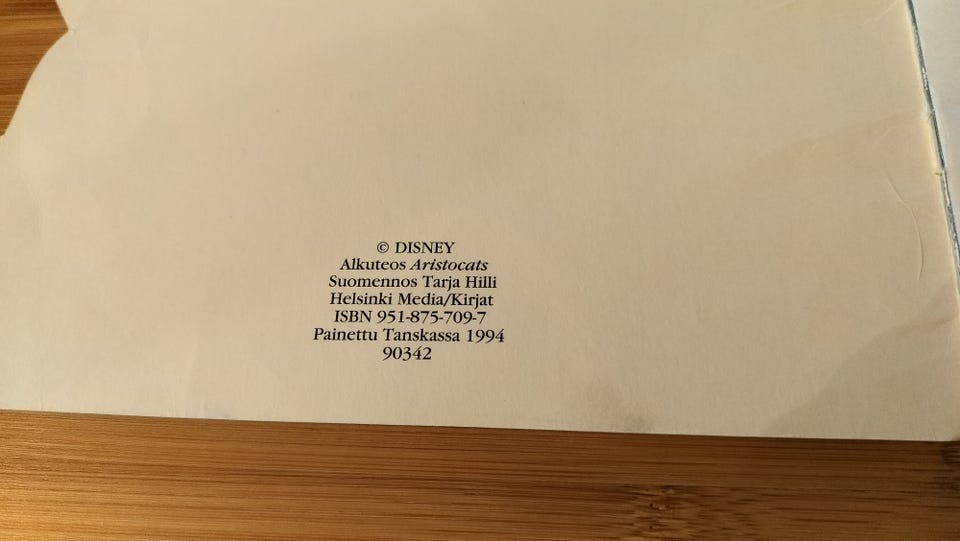 © DISNEY
Alkuteos Aristocats
Suomennos Tarja Hilli
Helsinki Media/Kirjat
ISBN 951-875-709-7
Painettu Tanskassa 1994
90342